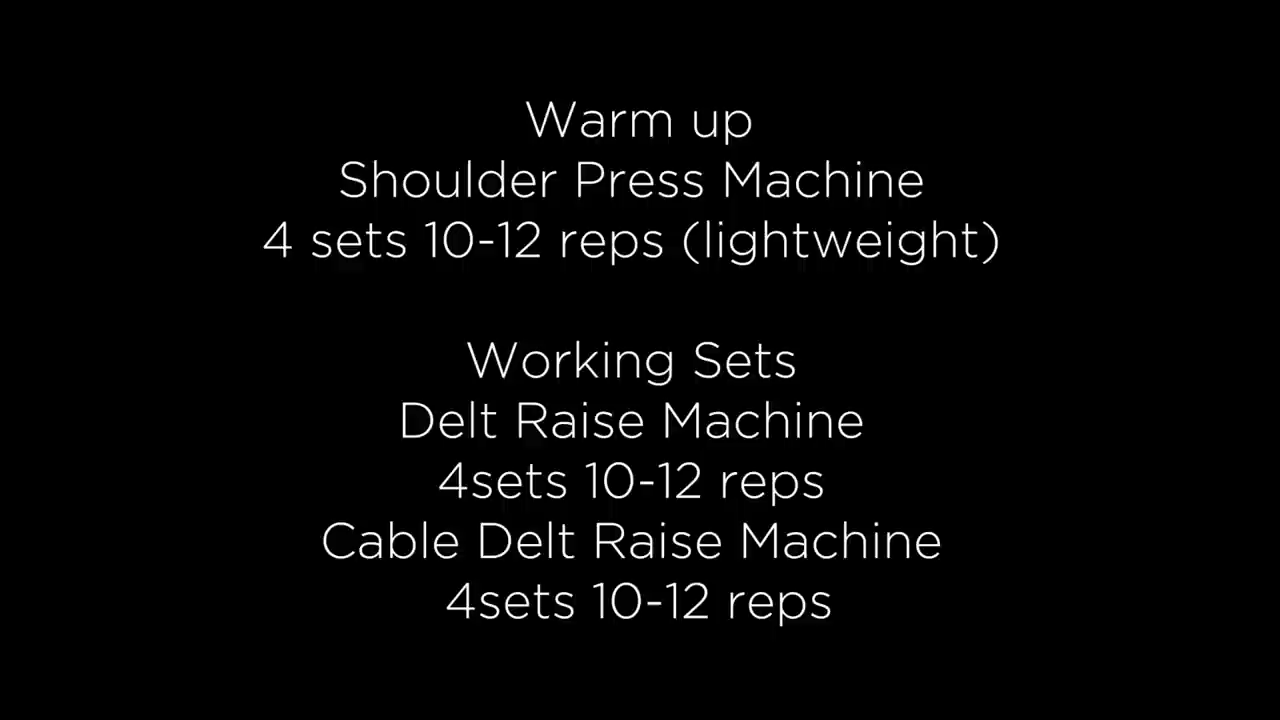 Warm up
Shoulder Press Machine
4 sets 10-12 reps (lightweight)
Working Sets
Delt Raise Machine
4sets 10-12 reps
Cable Delt Raise Machine
4sets 10-12 reps